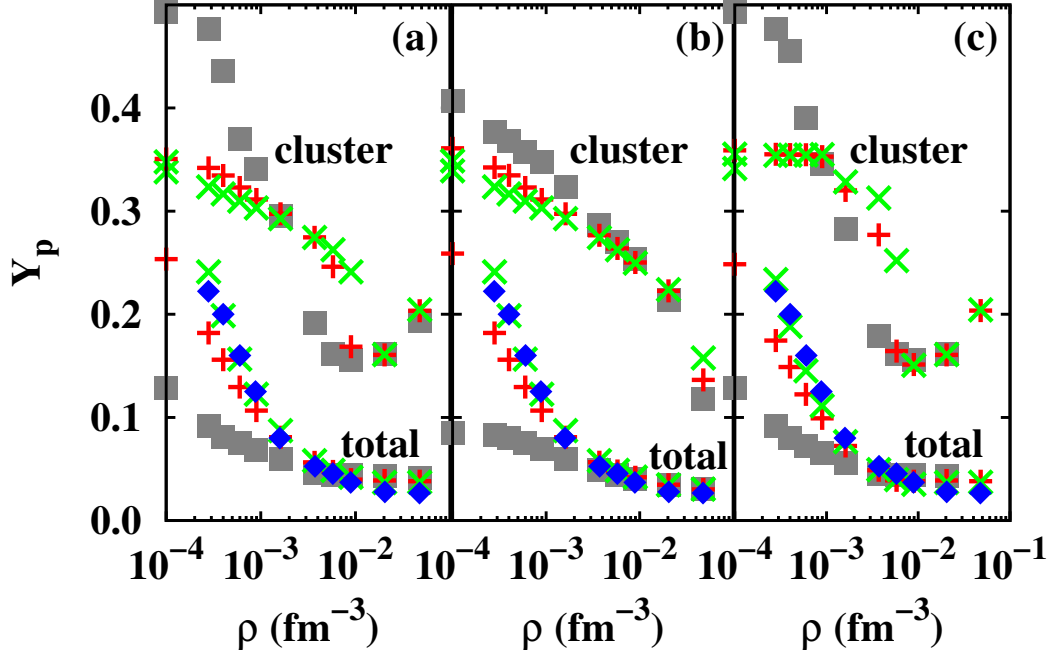 (a) (b) (c)
0.4
cluster cluster cluster
0.3
Y_p
0.2
0.1
total total total
0.0
10⁻⁴ 10⁻³ 10⁻² 10⁻⁴ 10⁻³ 10⁻² 10⁻⁴ 10⁻³ 10⁻² 10⁻¹
ρ (fm⁻³) ρ (fm⁻³) ρ (fm⁻³)